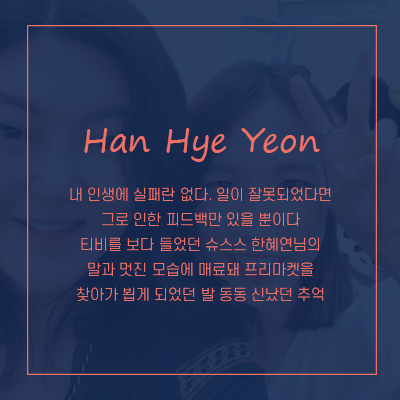 Han Hye Yeon
내 인생에 실패란 없다. 일이 잘못되었다면
그로 인한 피드백만 있을 뿐이다
티비를 보다 들었던 슈스스 한혜연님의
말과 멋진 모습에 매료돼 프리마켓을
찾아가 뵙게 되었던 발 동동 신났던 추억